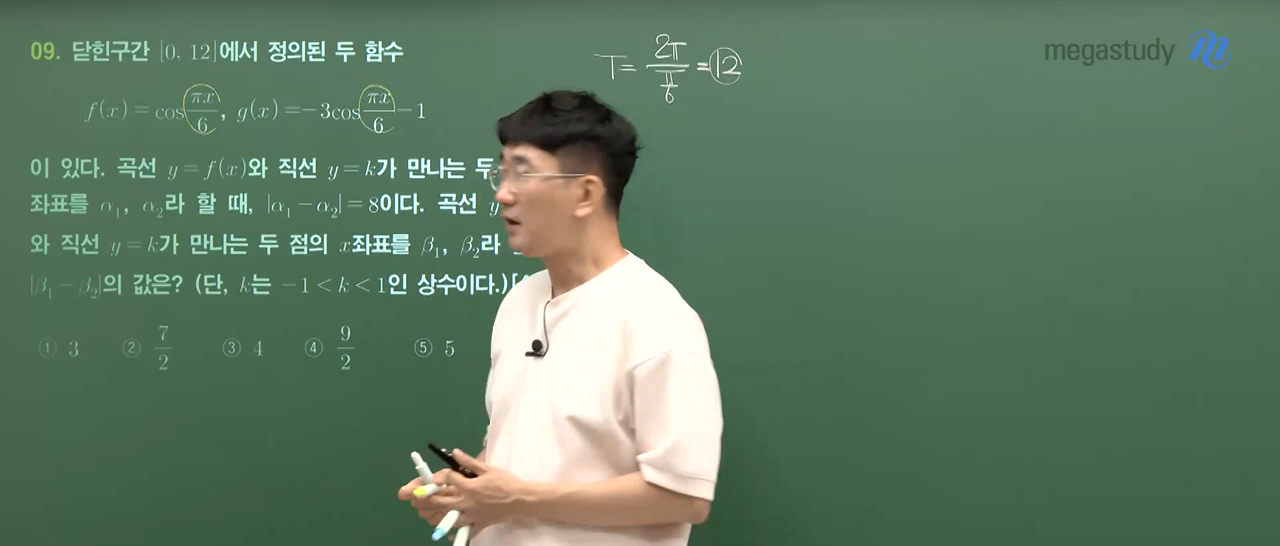 09. 닫힌구간 [0, 12]에서 정의된 두 함수
f(x)=cos πx/6, g(x)=-3cos πx/6 -1
이 있다. 곡선 y=f(x)와 직선 y=k가 만나는 두
좌표를 α₁, α₂라 할 때, |α₁-α₂|=8이다. 곡선 y
와 직선 y=k가 만나는 두 점의 x좌표를 β₁, β₂라
|β₁-β₂|의 값은? (단, k는 -1<k<1인 상수이다.)[
① 3 ② 7/2 ③ 4 ④ 9/2 ⑤ 5
T= 2π/(π/6) =12
megastudy m